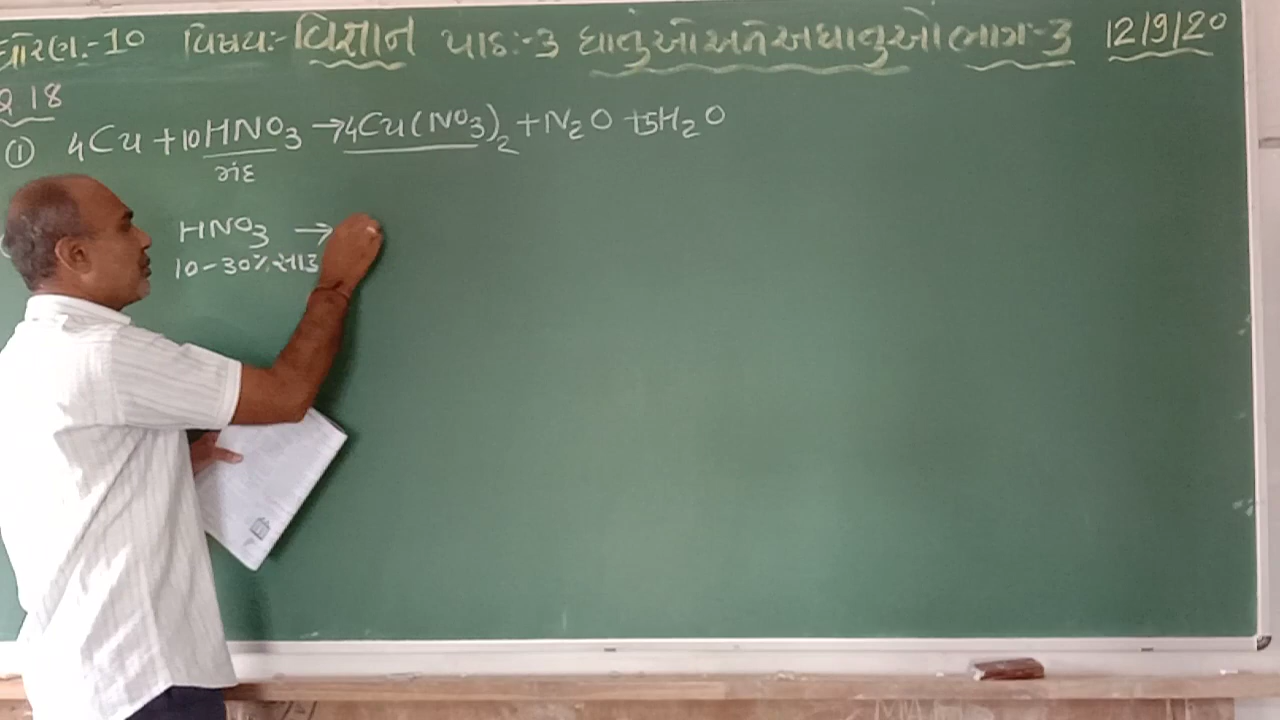 ધોરણ:-10 વિષય:- વિજ્ઞાન પાઠ:-3 ધાતુઓ અને અધાતુઓ ભાગ-3 12/9/20
Q 18
① 4Cu + 10HNO₃ → 4Cu(NO₃)₂ + N₂O + 5H₂O
મંદ
HNO₃ →
10-30%